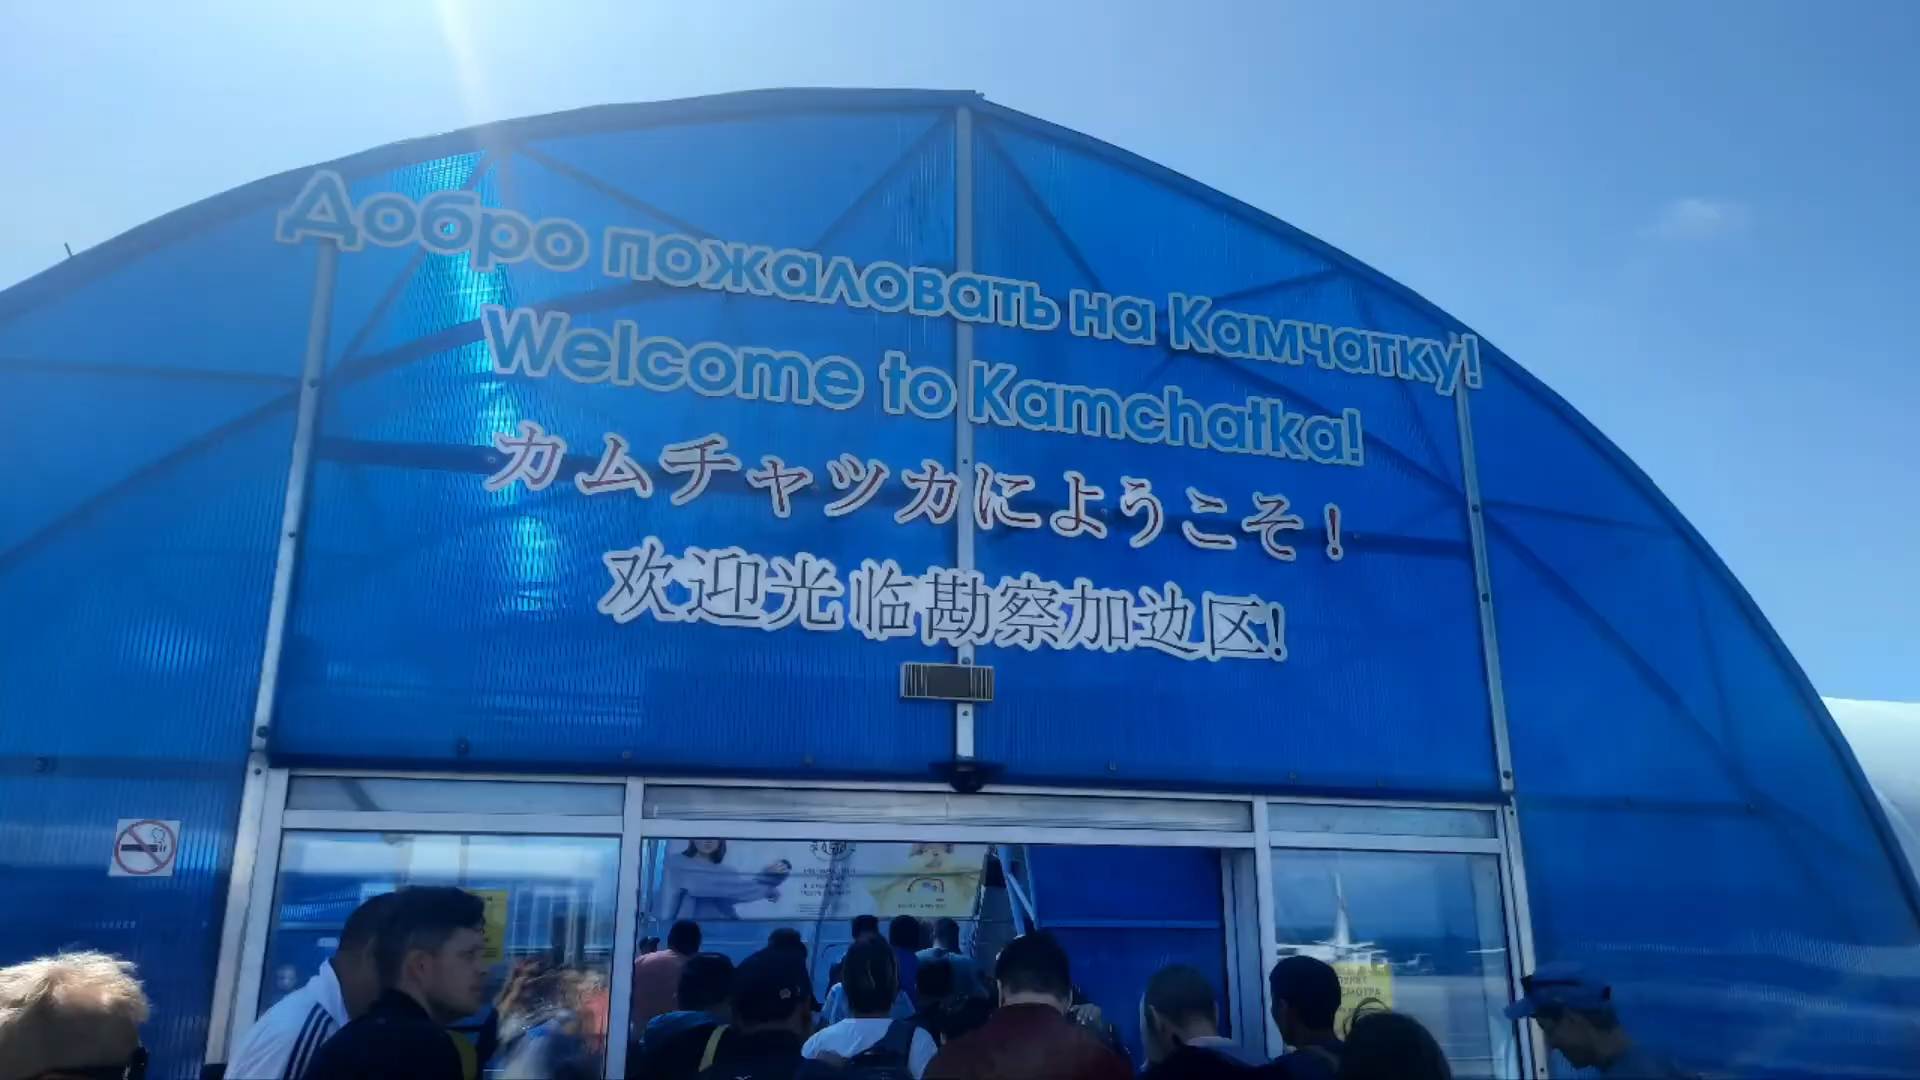 Добро пожаловать на Камчатку!
Welcome to Kamchatka!
カムチャツカにようこそ！
欢迎光临勘察加边区!